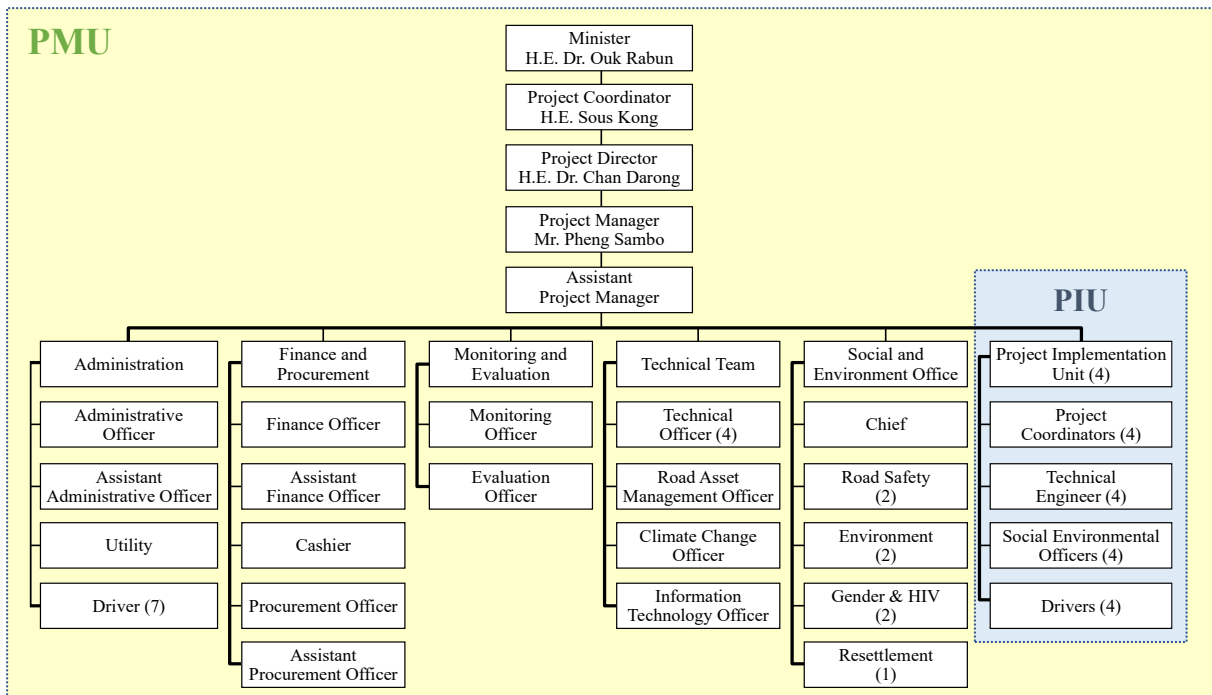 PMU
Minister
H.E. Dr. Ouk Rabun
Project Coordinator
H.E. Sous Kong
Project Director
H.E. Dr. Chan Darong
Project Manager
Mr. Pheng Sambo
Assistant
Project Manager
PIU
Administration
Administrative
Officer
Assistant
Administrative Officer
Utility
Driver (7)
Finance and
Procurement
Finance Officer
Assistant
Finance Officer
Cashier
Procurement Officer
Assistant
Procurement Officer
Monitoring and
Evaluation
Monitoring
Officer
Evaluation Officer
Technical Team
Technical
Officer (4)
Road Asset
Management Officer
Climate Change
Officer
Information
Technology Officer
Social and
Environment Office
Chief
Road Safety
(2)
Environment
(2)
Gender & HIV
(2)
Resettlement
(1)
Project Implementation
Unit (4)
Project
Coordinators (4)
Technical
Engineer (4)
Social Environmental
Officers (4)
Drivers (4)